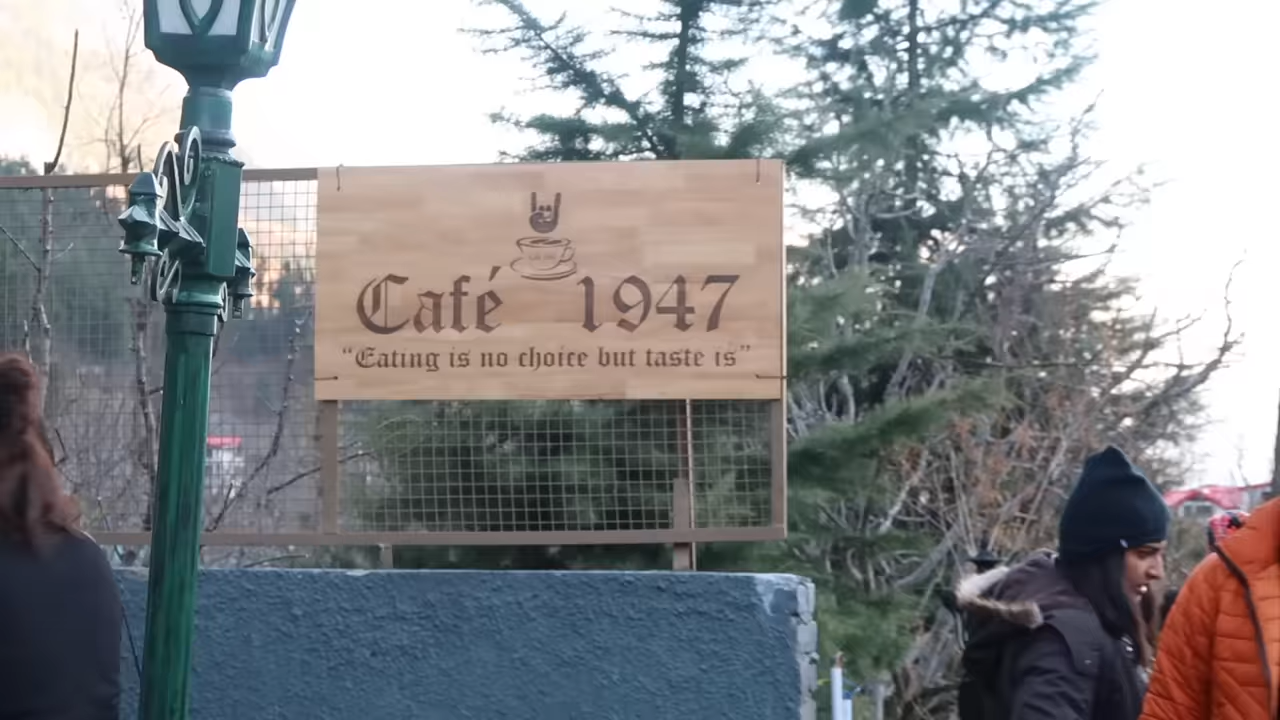 Café 1947
“Eating is no choice but taste is”